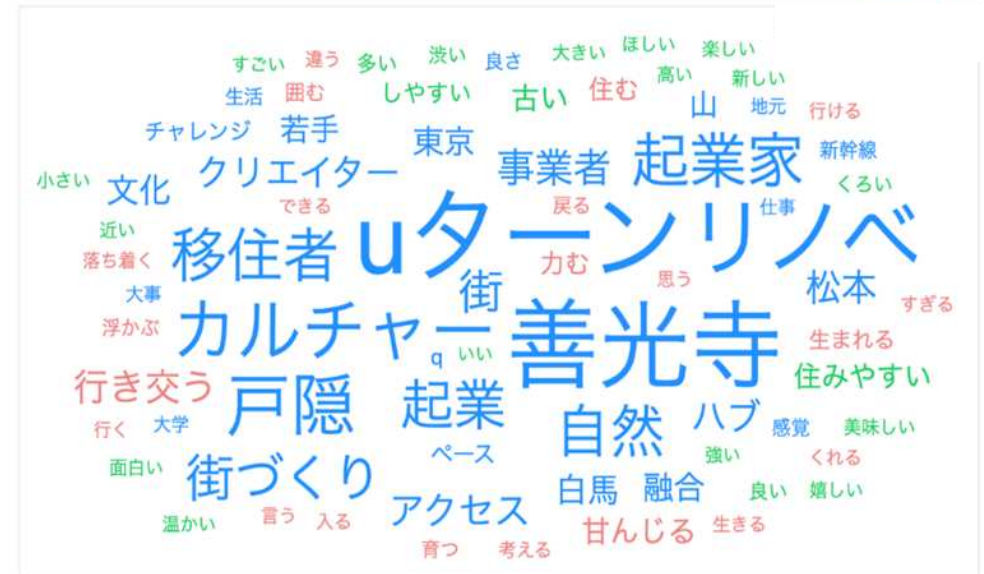 すごい 違う 多い 渋い 良さ 大きい ほしい 楽しい
生活 囲む しやすい 古い 住む 高い 新しい
チャレンジ 若手 東京 山 地元 行ける
小さい 文化 クリエイター 事業者 起業家 新幹線
できる 戻る 仕事 くろい
近い 移住者 uターン リノベ
落ち着く 力む
大事 街 思う 松本 すぎる
浮かぶ カルチャー q いい 善光寺 生まれる
行き交う 戸隠 起業 住みやすい
行く 大学 自然 ハブ 感覚 美味しい
面白い 街づくり ペース 強い くれる
アクセス 白馬 融合 良い 嬉しい
温かい 言う 入る 甘んじる 生きる
育つ 考える